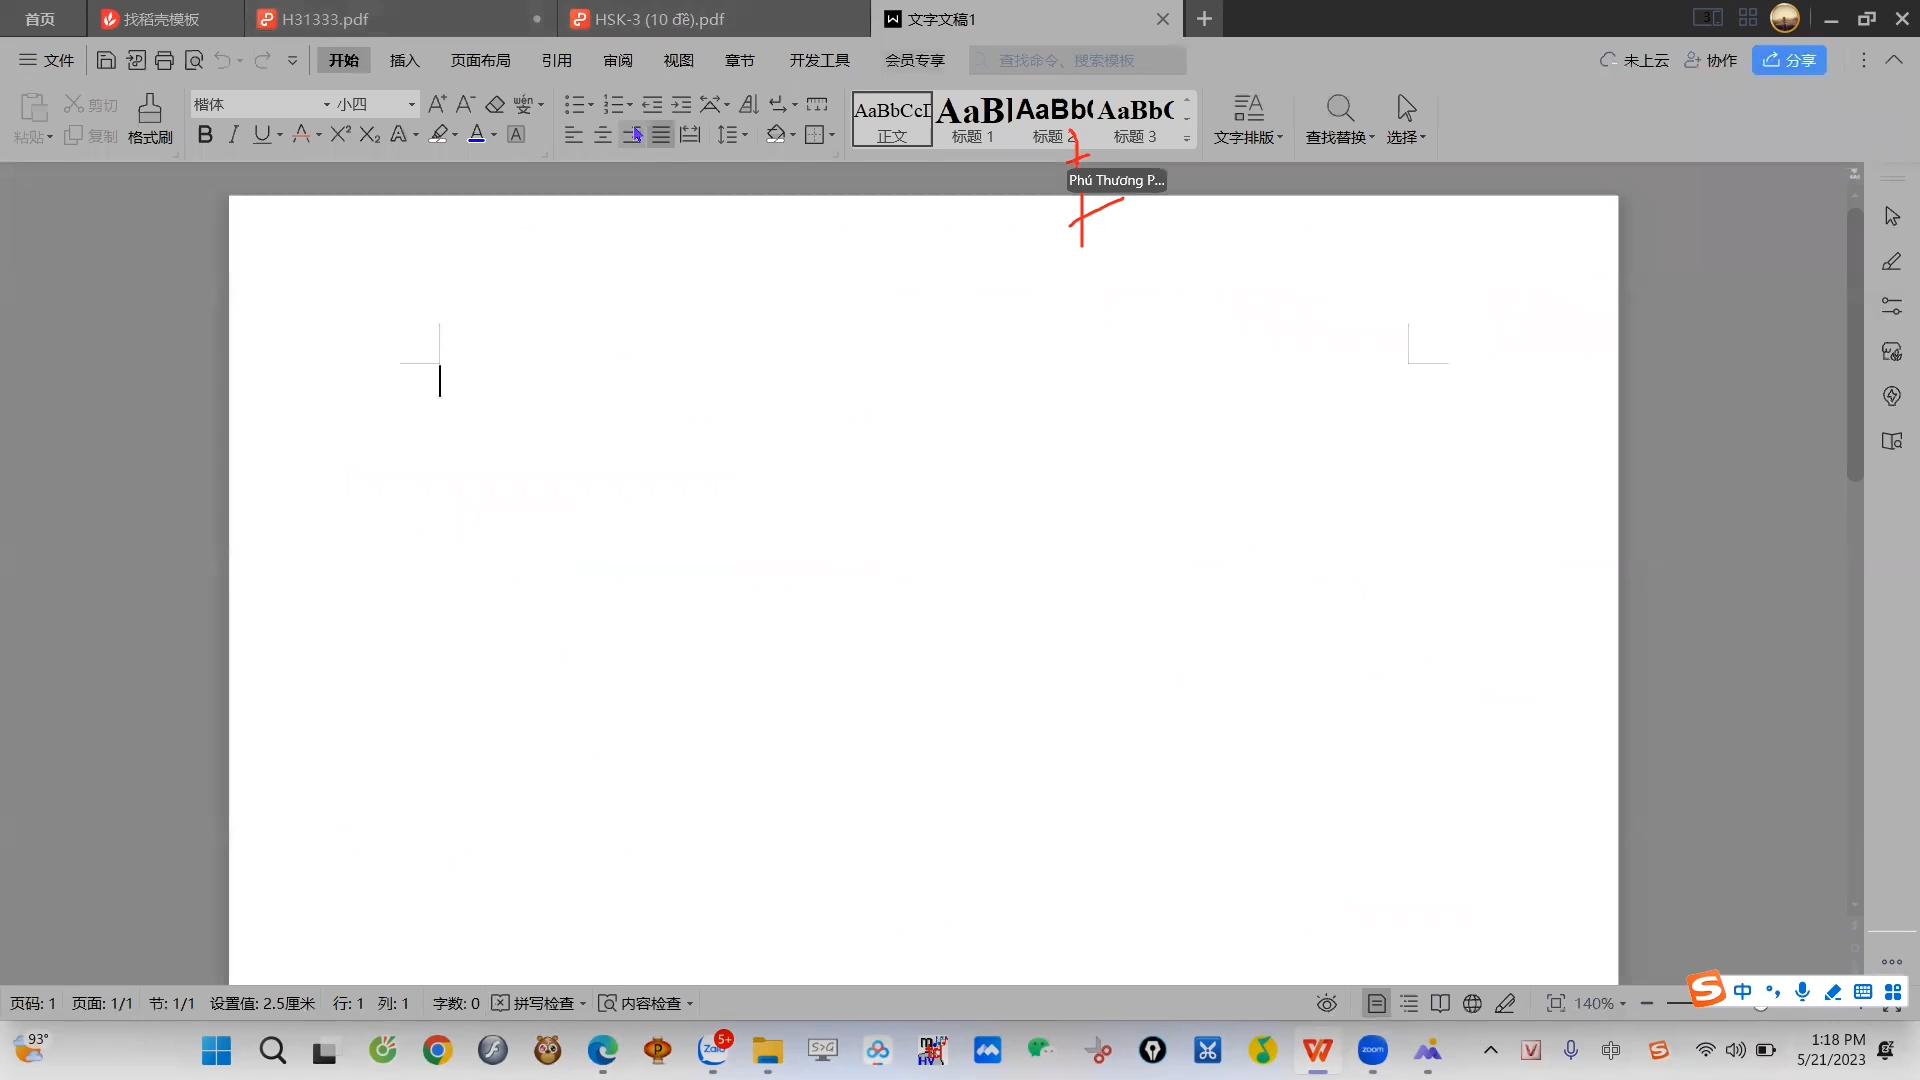 首页 找稻壳模板 H31333.pdf HSK-3 (10 đề).pdf 文字文稿1
文件 开始 插入 页面布局 引用 审阅 视图 章节 开发工具 会员专享 查找命令、搜索模板 未上云 协作 分享
粘贴 剪切 复制 格式刷 楷体 小四 AaBbCcD 正文 AaBl 标题 1 AaBb( 标题 2 AaBbC 标题 3 文字排版 查找替换 选择
Phú Thương P...
页码: 1 页面: 1/1 节: 1/1 设置值: 2.5厘米 行: 1 列: 1 字数: 0 拼写检查 内容检查 140% 中
93° Zalo 5+ zoom 中 1:18 PM
5/21/2023